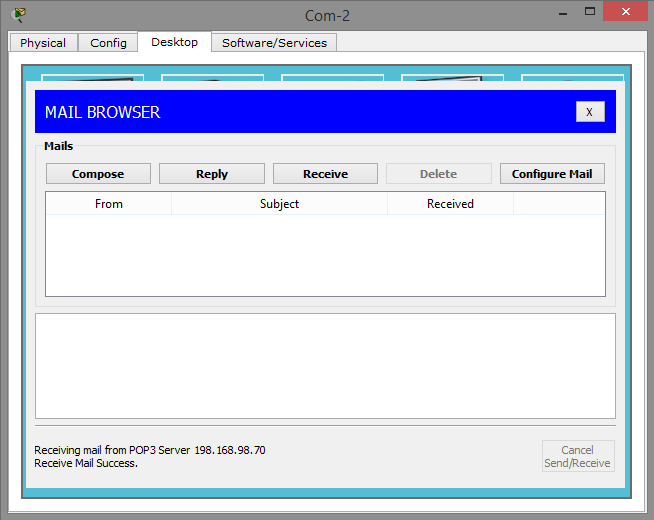 Com-2
Physical Config Desktop Software/Services
MAIL BROWSER X
Mails
Compose Reply Receive Delete Configure Mail
From Subject Received
Receiving mail from POP3 Server 198.168.98.70
Receive Mail Success.
Cancel
Send/Receive